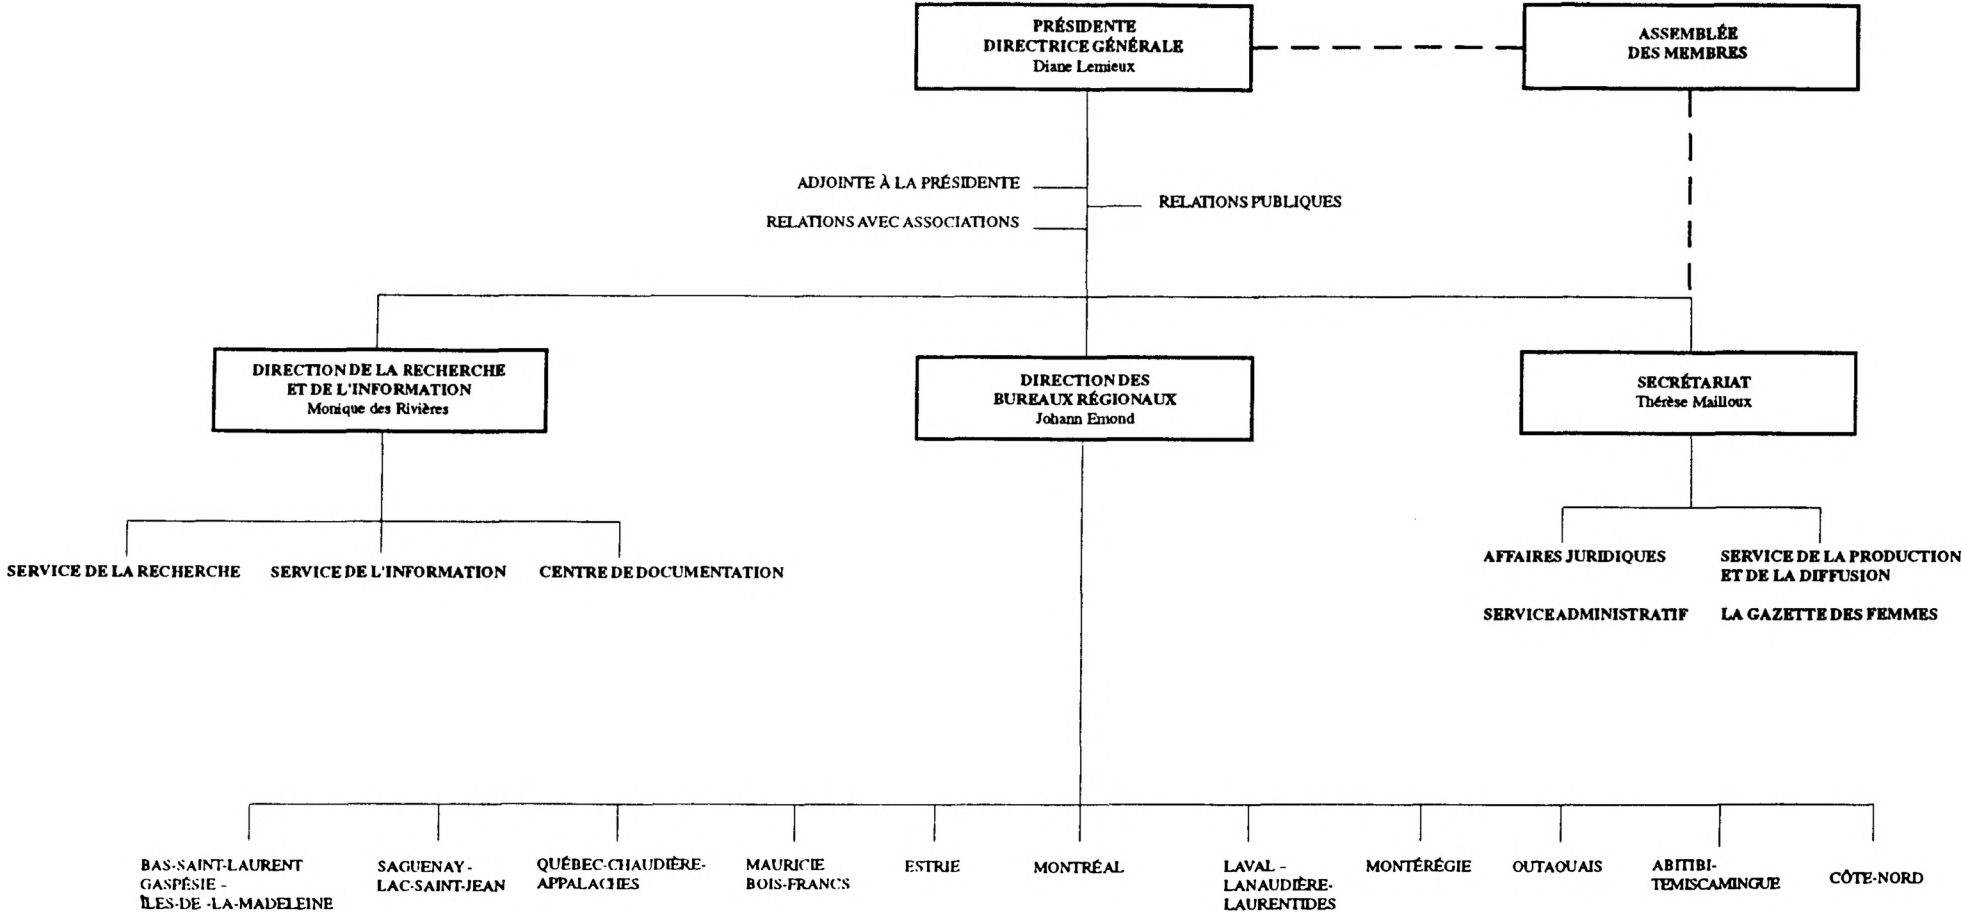 PRÉSIDENTE
DIRECTRICE GÉNÉRALE
Diane Lemieux
ASSEMBLÉE
DES MEMBRES
ADJOINTE À LA PRÉSIDENTE
RELATIONS PUBLIQUES
RELATIONS AVEC ASSOCIATIONS
DIRECTION DE LA RECHERCHE
ET DE L'INFORMATION
Monique des Rivières
DIRECTION DES
BUREAUX RÉGIONAUX
Johann Emond
SECRÉTARIAT
Thérèse Mailloux
SERVICE DE LA RECHERCHE
SERVICE DE L'INFORMATION
CENTRE DE DOCUMENTATION
AFFAIRES JURIDIQUES
SERVICE DE LA PRODUCTION
ET DE LA DIFFUSION
SERVICE ADMINISTRATIF
LA GAZETTE DES FEMMES
BAS-SAINT-LAURENT
GASPÉSIE -
ÎLES-DE -LA-MADELEINE
SAGUENAY -
LAC-SAINT-JEAN
QUÉBEC-CHAUDIÈRE-
APPALACHES
MAURICIE
BOIS-FRANCS
ESTRIE
MONTRÉAL
LAVAL -
LANAUDIÈRE-
LAURENTIDES
MONTÉRÉGIE
OUTAOUAIS
ABITIBI-
TEMISCAMINGUE
CÔTE-NORD